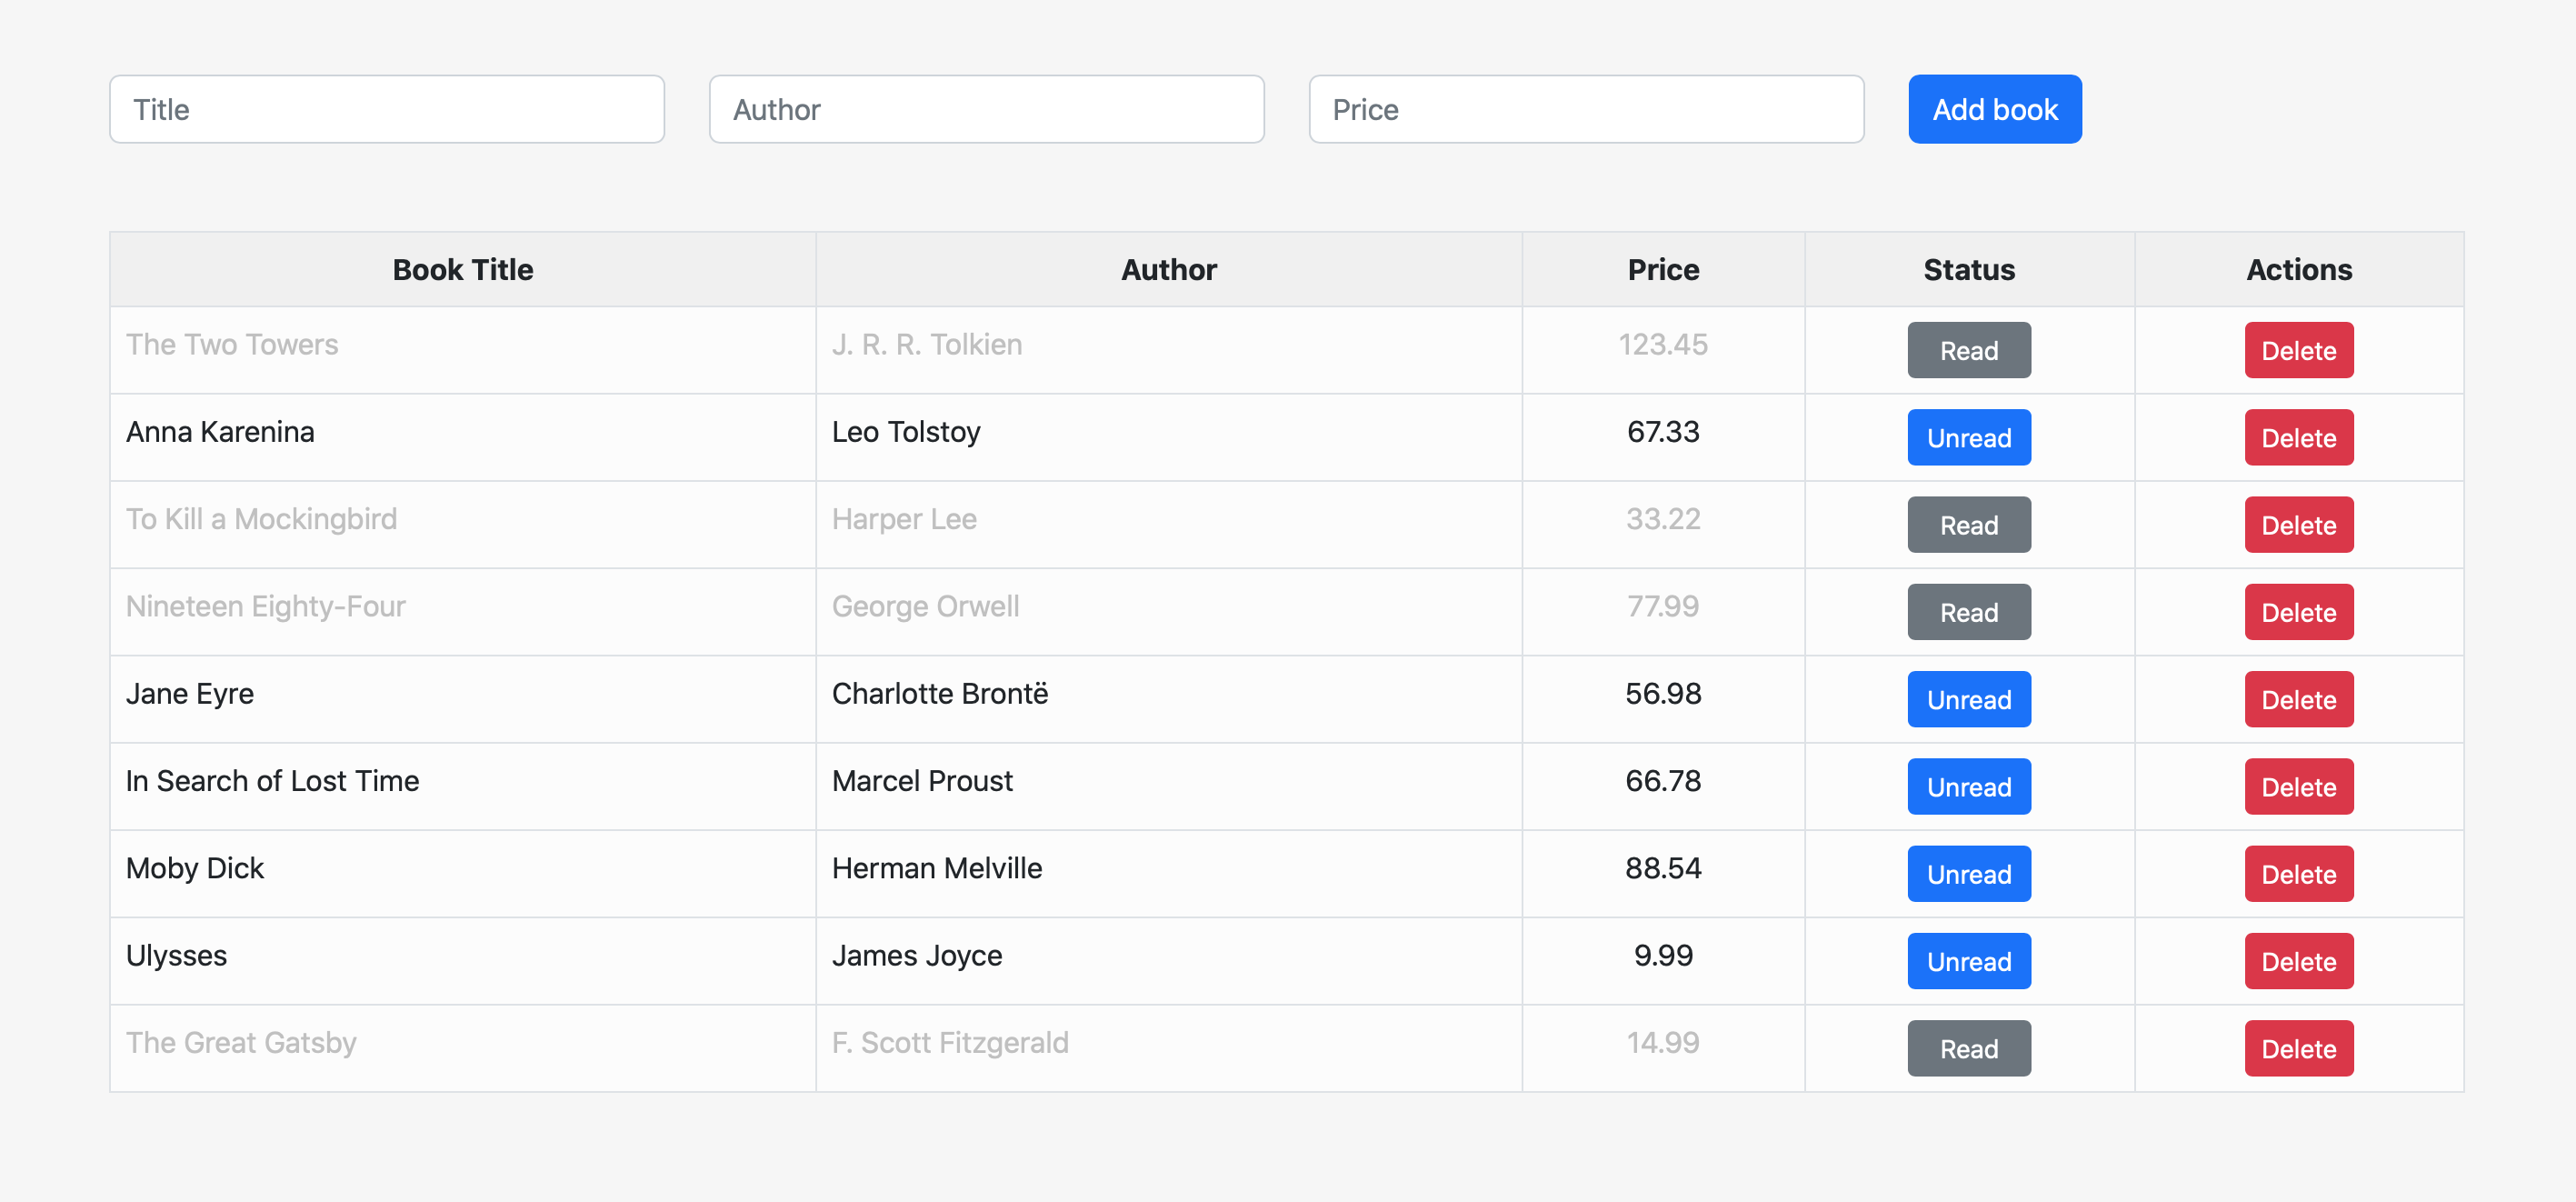 Title Author Price Add book
Book Title Author Price Status Actions
The Two Towers J. R. R. Tolkien 123.45 Read Delete
Anna Karenina Leo Tolstoy 67.33 Unread Delete
To Kill a Mockingbird Harper Lee 33.22 Read Delete
Nineteen Eighty-Four George Orwell 77.99 Read Delete
Jane Eyre Charlotte Brontë 56.98 Unread Delete
In Search of Lost Time Marcel Proust 66.78 Unread Delete
Moby Dick Herman Melville 88.54 Unread Delete
Ulysses James Joyce 9.99 Unread Delete
The Great Gatsby F. Scott Fitzgerald 14.99 Read Delete